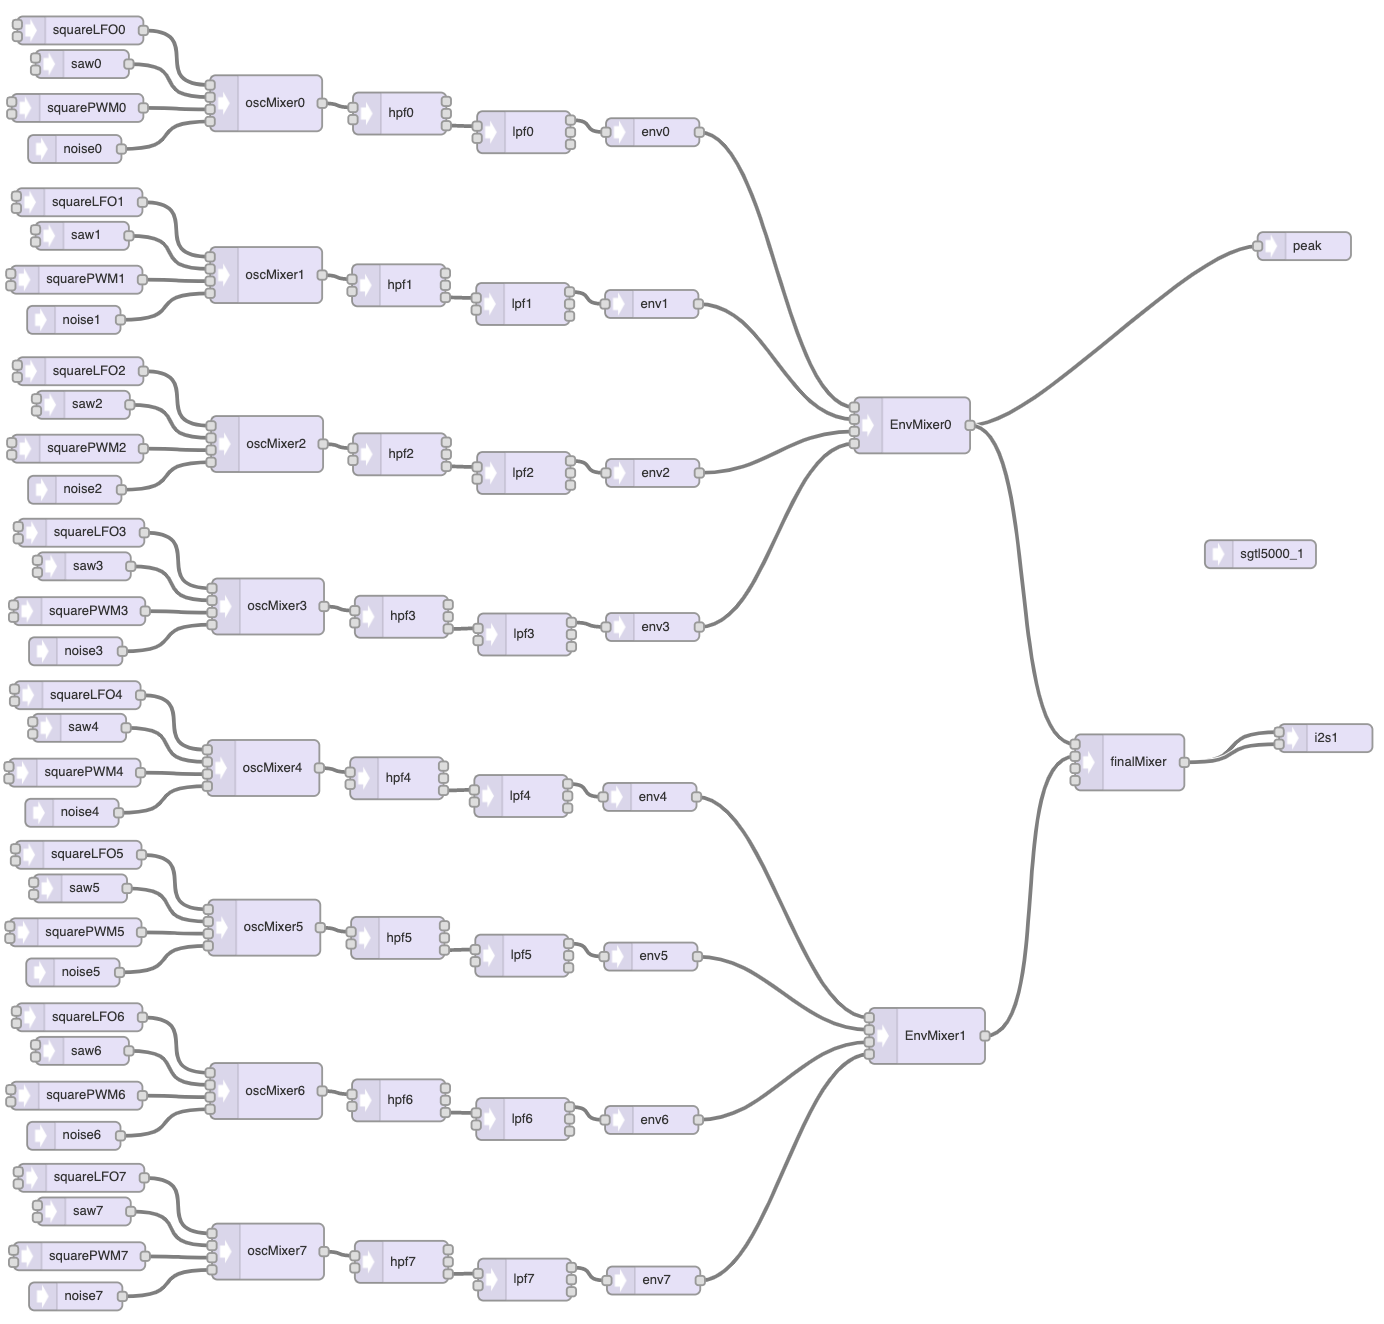 squareLFO0
saw0
squarePWM0
noise0
oscMixer0
hpf0
lpf0
env0
squareLFO1
saw1
squarePWM1
noise1
oscMixer1
hpf1
lpf1
env1
squareLFO2
saw2
squarePWM2
noise2
oscMixer2
hpf2
lpf2
env2
squareLFO3
saw3
squarePWM3
noise3
oscMixer3
hpf3
lpf3
env3
squareLFO4
saw4
squarePWM4
noise4
oscMixer4
hpf4
lpf4
env4
squareLFO5
saw5
squarePWM5
noise5
oscMixer5
hpf5
lpf5
env5
squareLFO6
saw6
squarePWM6
noise6
oscMixer6
hpf6
lpf6
env6
squareLFO7
saw7
squarePWM7
noise7
oscMixer7
hpf7
lpf7
env7
EnvMixer0
EnvMixer1
peak
sgtl5000_1
finalMixer
i2s1